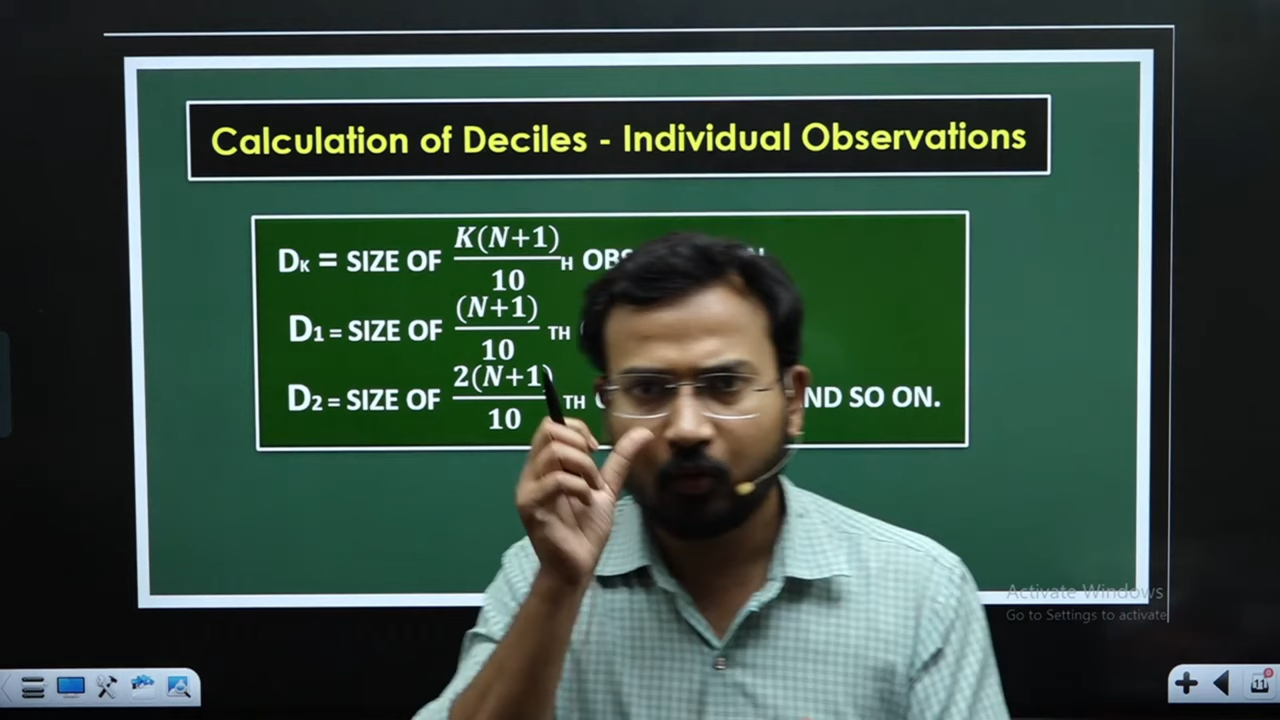 Calculation of Deciles - Individual Observations
Dₖ = SIZE OF K(N+1)/10 H
D₁ = SIZE OF (N+1)/10 TH
D₂ = SIZE OF 2(N+1)/10 TH ND SO ON.
Activate Windows
Go to Settings to activate
11